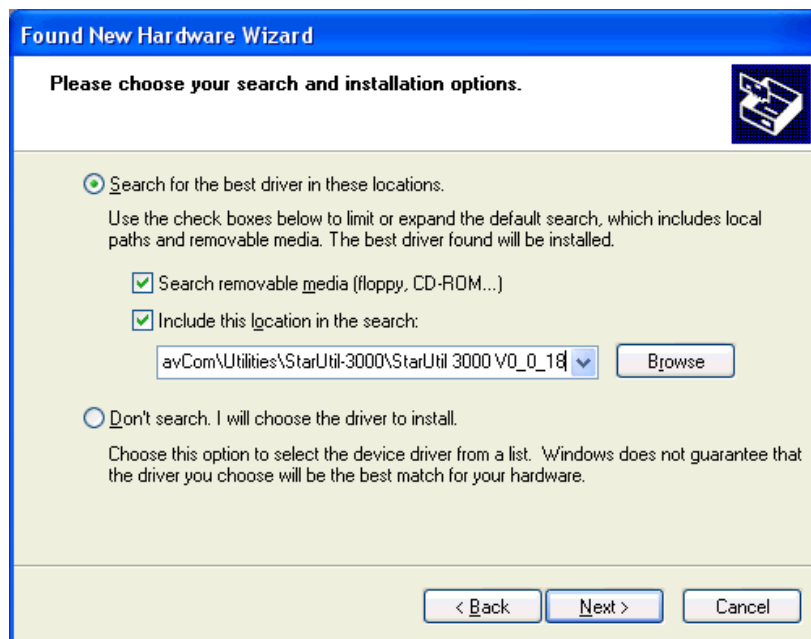 Found New Hardware Wizard
Please choose your search and installation options.
Search for the best driver in these locations.
Use the check boxes below to limit or expand the default search, which includes local
paths and removable media. The best driver found will be installed.
Search removable media (floppy, CD-ROM...)
Include this location in the search:
avCom\Utilities\StarUtil-3000\StarUtil 3000 V0_0_18
Browse
Don't search. I will choose the driver to install.
Choose this option to select the device driver from a list. Windows does not guarantee that
the driver you choose will be the best match for your hardware.
< Back
Next >
Cancel